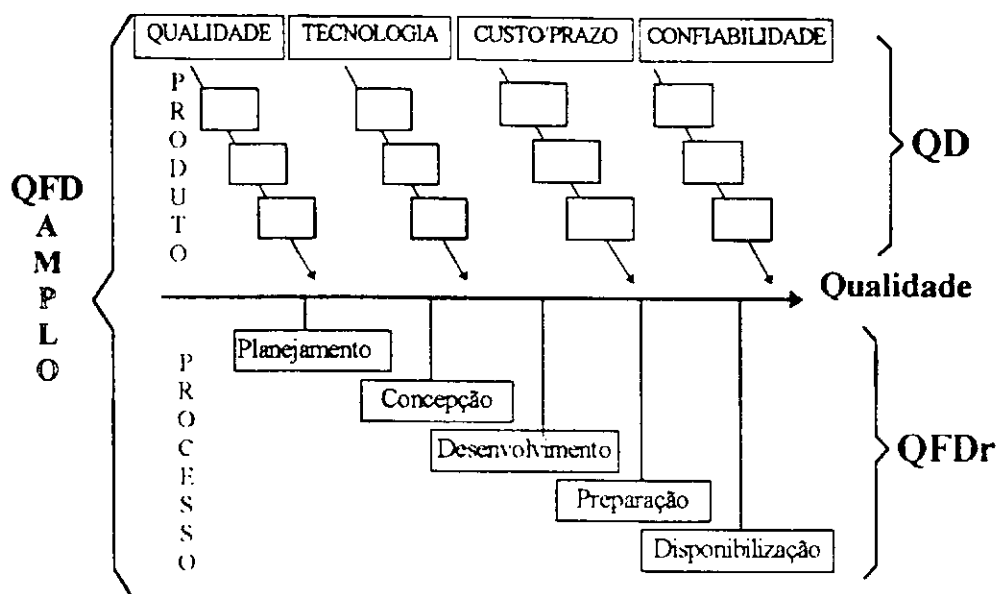 QUALIDADE
TECNOLOGIA
CUSTO/PRAZO
CONFIABILIDADE
PRODUTO
QD
QFD
AMPLO
Qualidade
PROCESSO
Planejamento
Concepção
Desenvolvimento
Preparação
Disponibilização
QFDr